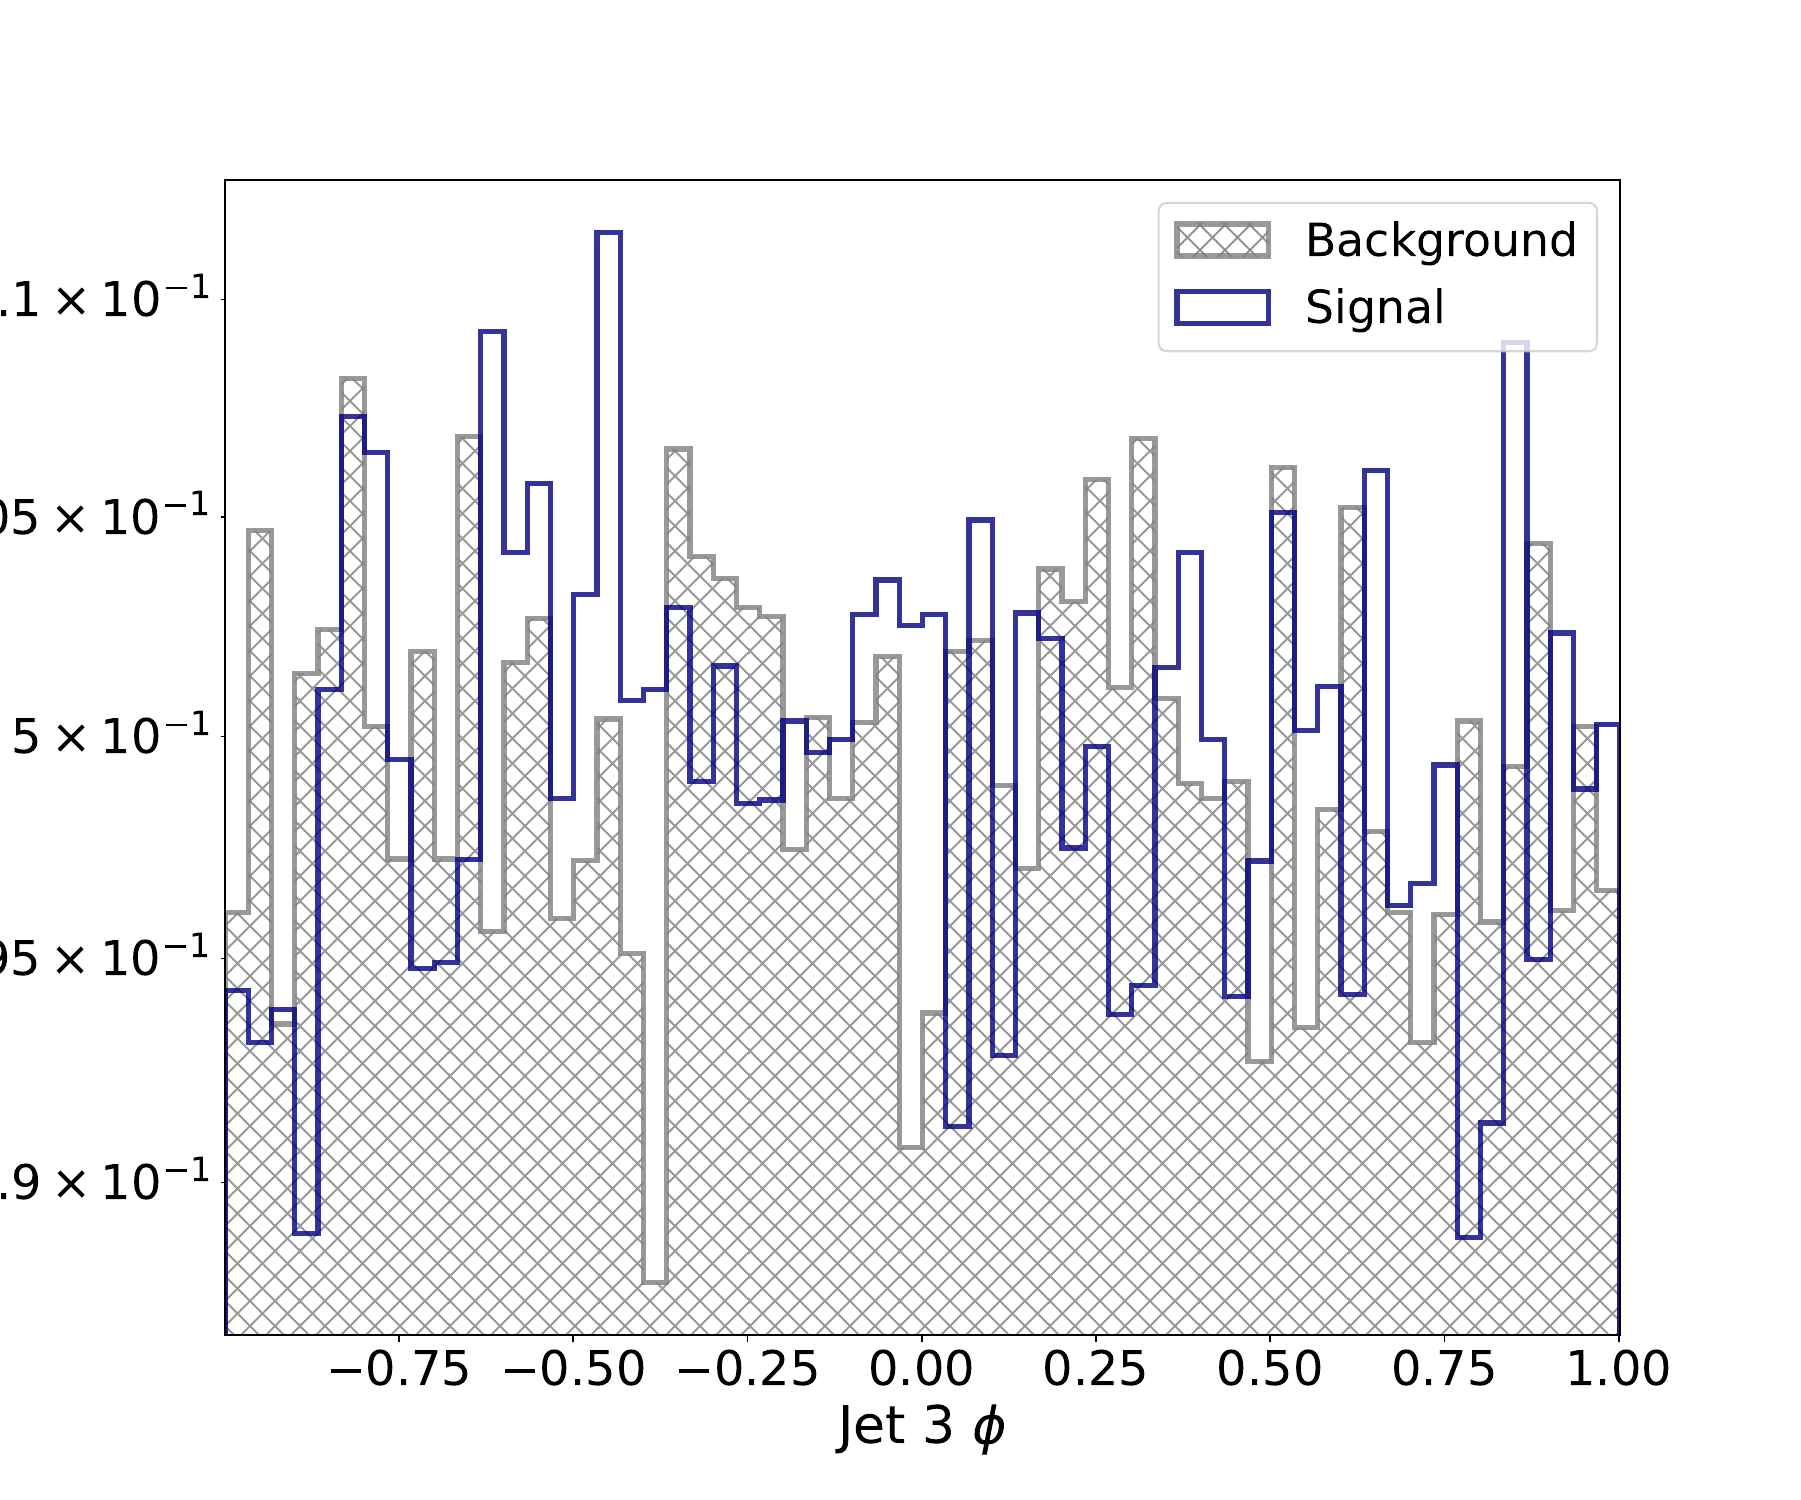 Background
Signal
.1 × 10⁻¹
05 × 10⁻¹
5 × 10⁻¹
95 × 10⁻¹
.9 × 10⁻¹
−0.75 −0.50 −0.25 0.00 0.25 0.50 0.75 1.00
Jet 3 ϕ